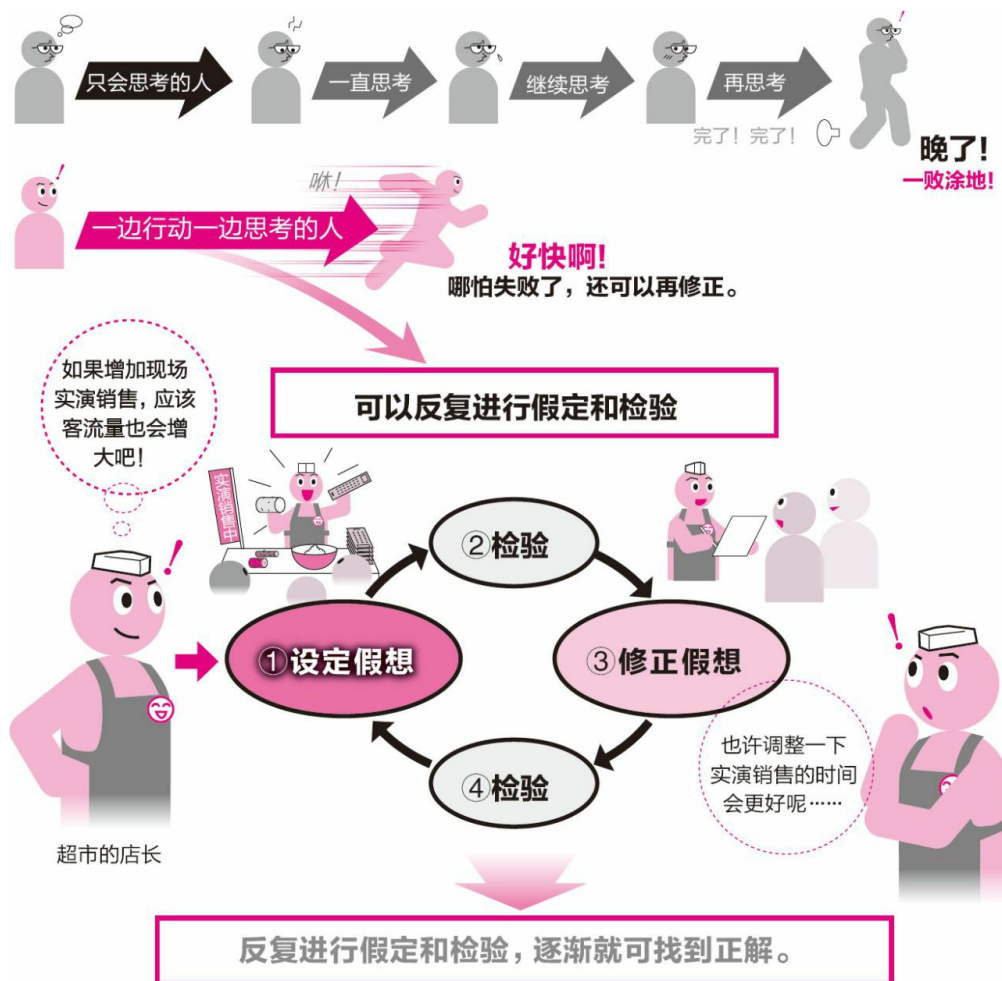 只会思考的人
一直思考
继续思考
再思考
完了！完了！
晚了！
一败涂地！
咻！
一边行动一边思考的人
好快啊！
哪怕失败了，还可以再修正。
如果增加现场
实演销售，应该
客流量也会增
大吧！
可以反复进行假定和检验
实演销售中
②检验
①设定假想
③修正假想
④检验
也许调整一下
实演销售的时间
会更好呢……
超市的店长
反复进行假定和检验，逐渐就可找到正解。